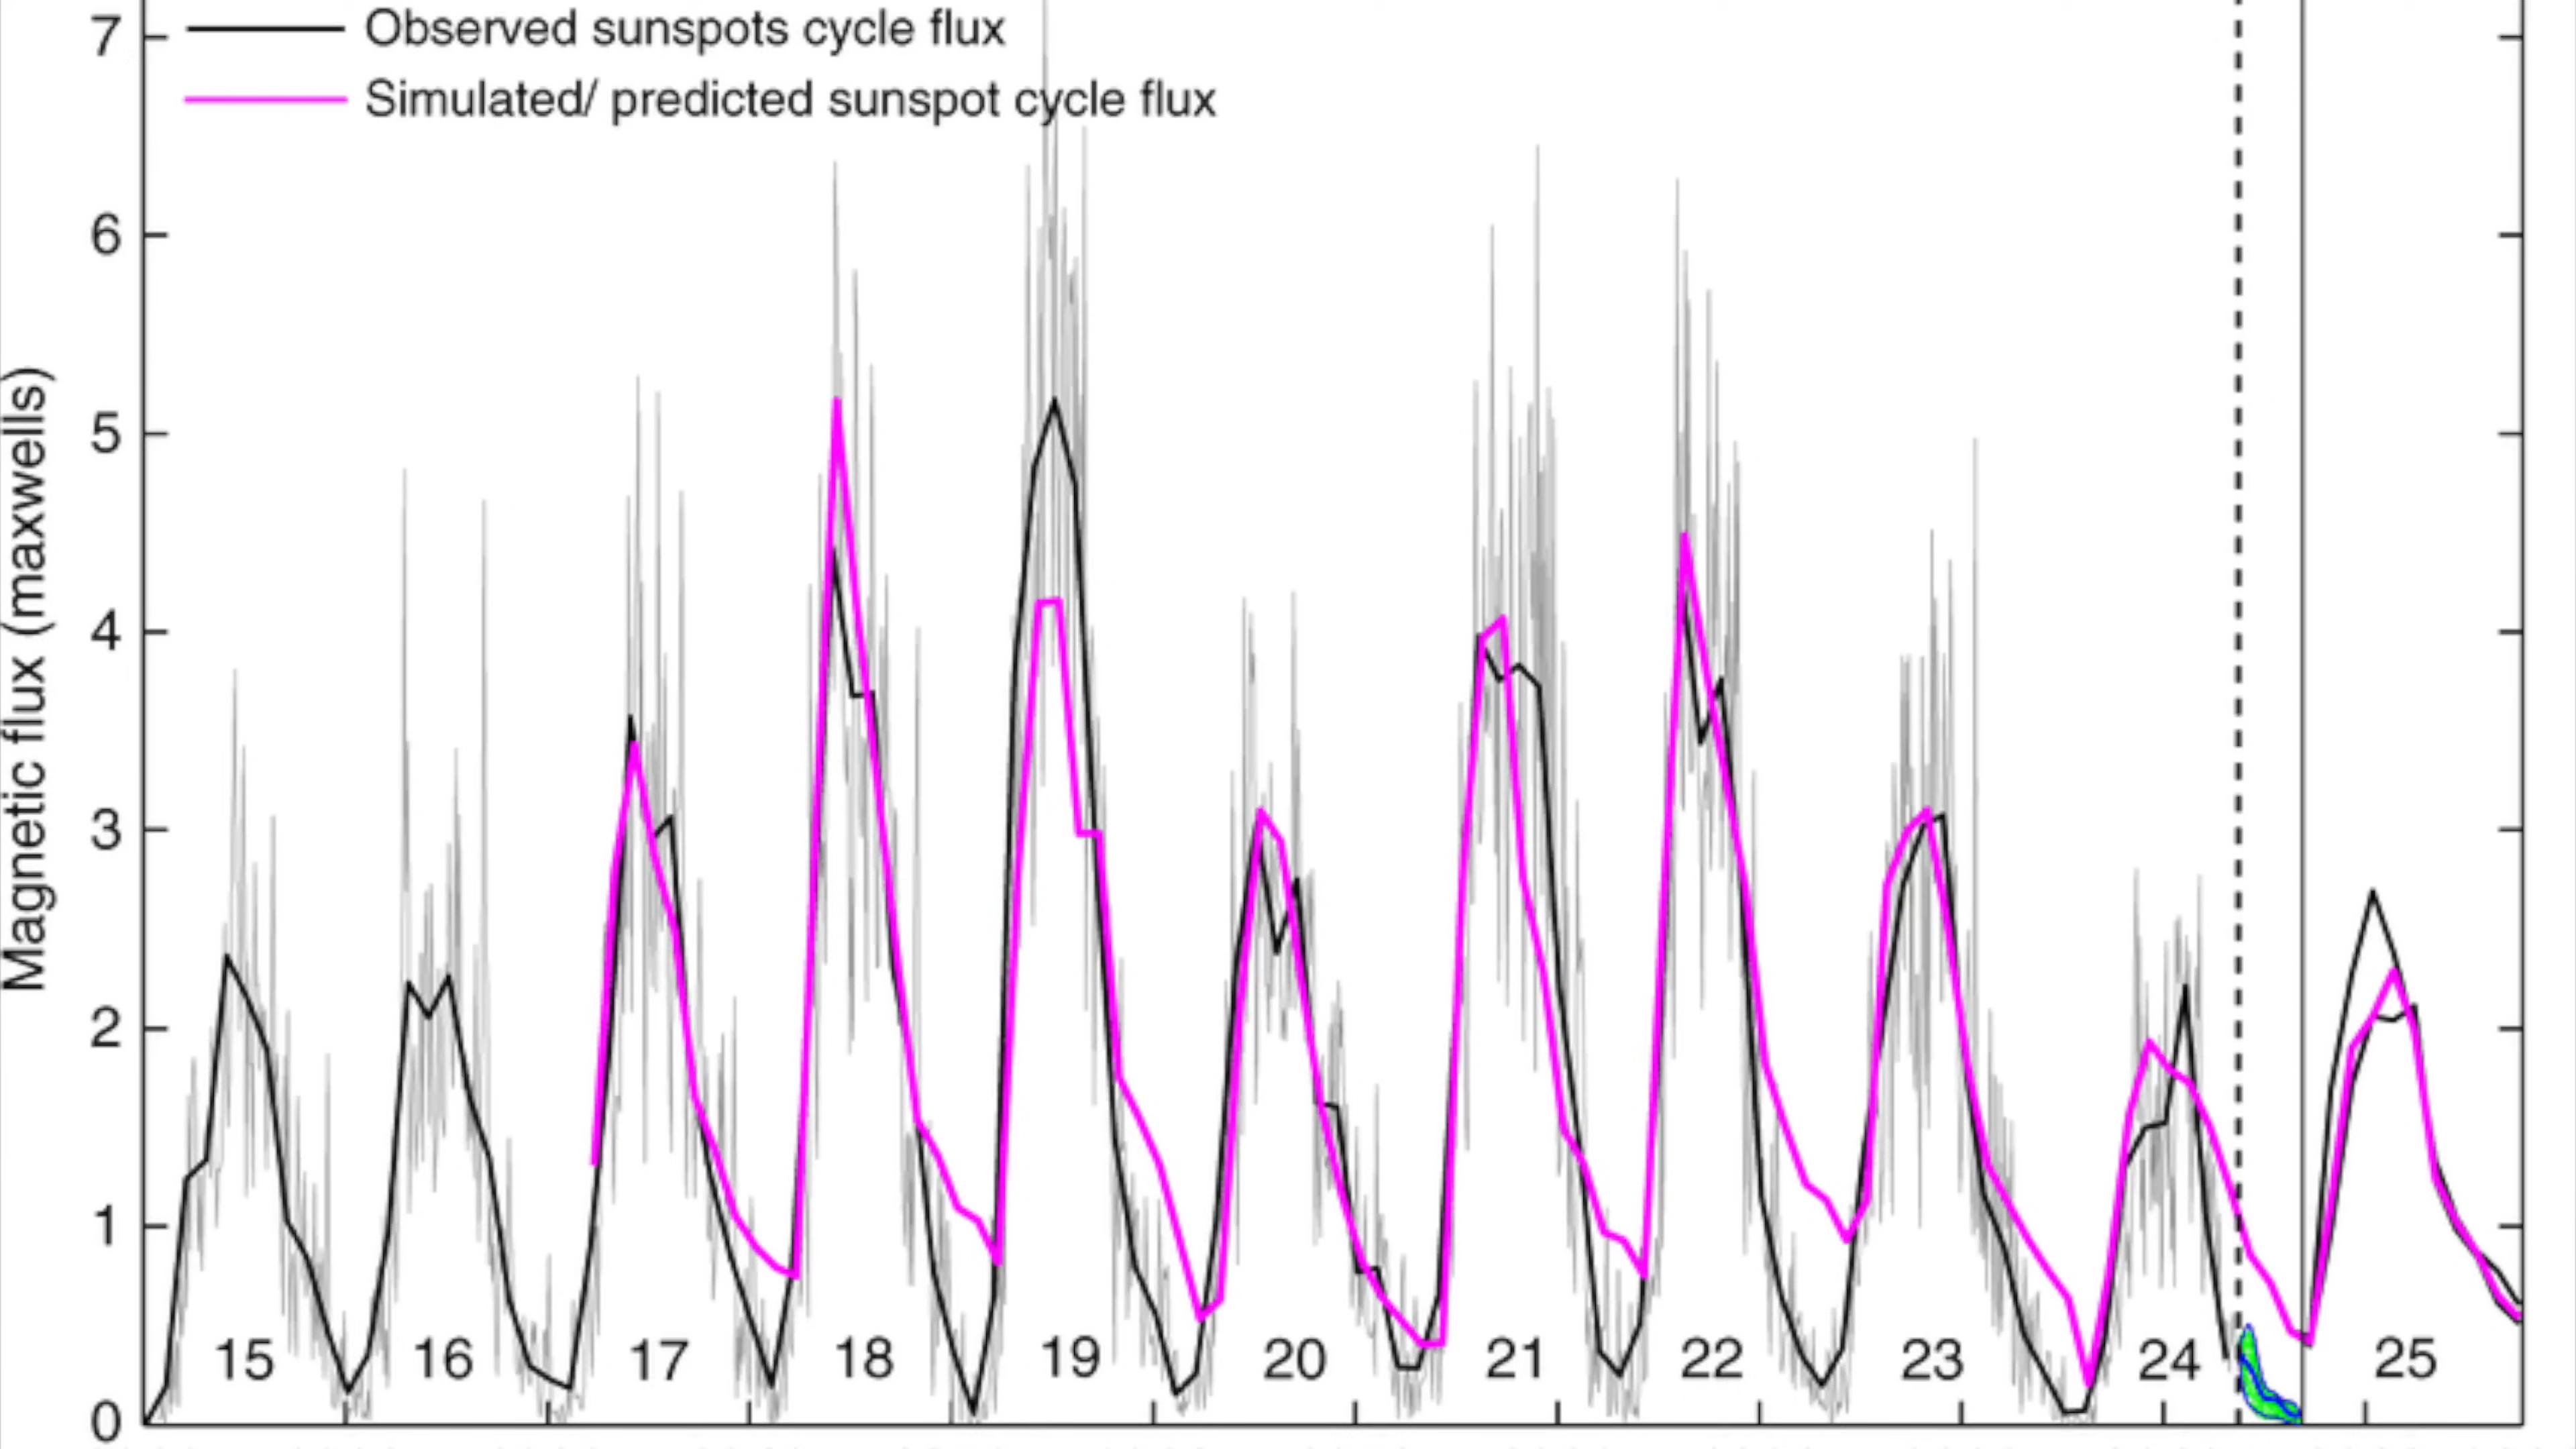 7
Observed sunspots cycle flux
Simulated/ predicted sunspot cycle flux
6
5
4
3
2
1
0
Magnetic flux (maxwells)
15 16 17 18 19 20 21 22 23 24 25